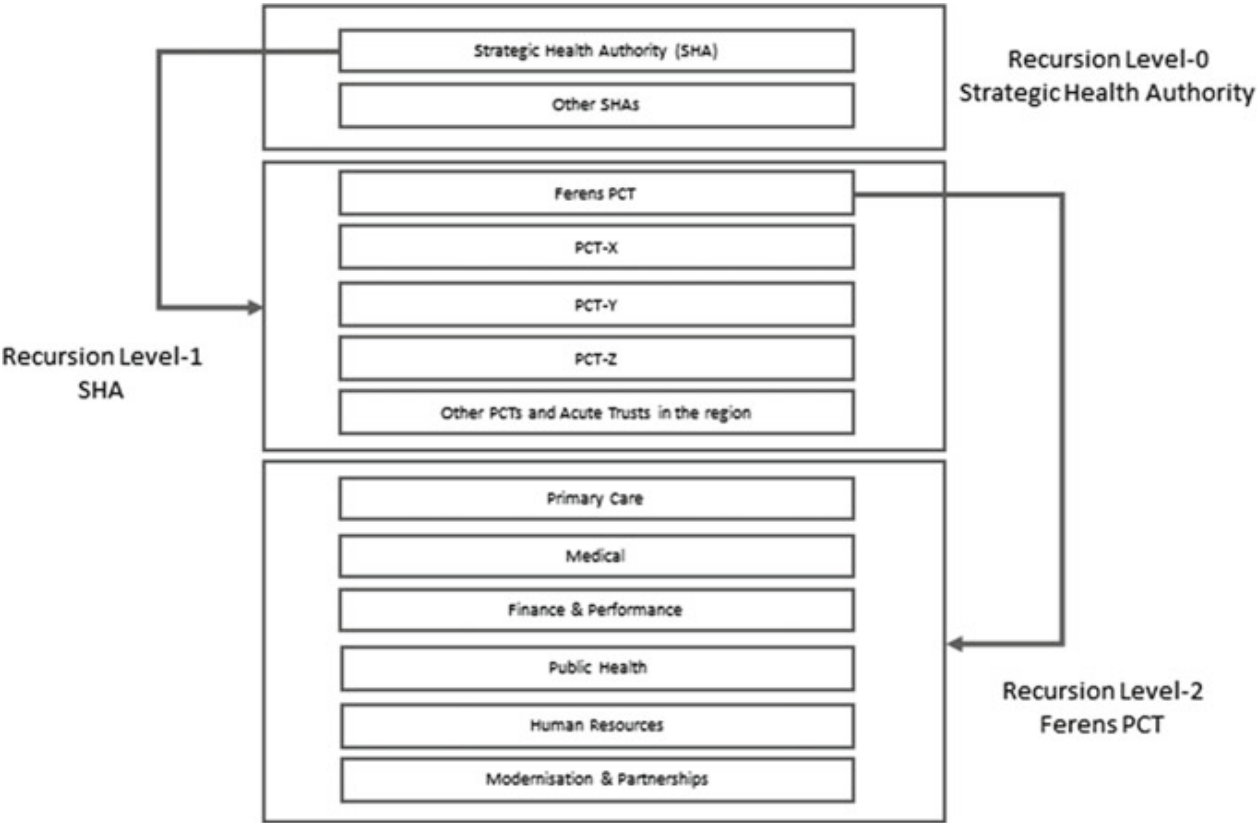 Strategic Health Authority (SHA)
Other SHAs
Recursion Level-0
Strategic Health Authority
Ferens PCT
PCT-X
PCT-Y
PCT-Z
Other PCTs and Acute Trusts in the region
Recursion Level-1
SHA
Primary Care
Medical
Finance & Performance
Public Health
Human Resources
Modernisation & Partnerships
Recursion Level-2
Ferens PCT